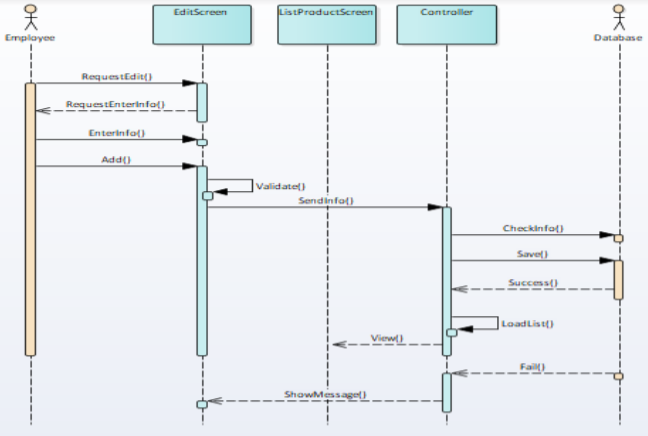 EditScreen
ListProductScreen
Controller
Employee
Database
RequestEdit()
RequestEnterInfo()
EnterInfo()
Add()
Validate()
SendInfo()
CheckInfo()
Save()
Success()
LoadList()
View()
Fail()
ShowMessage()